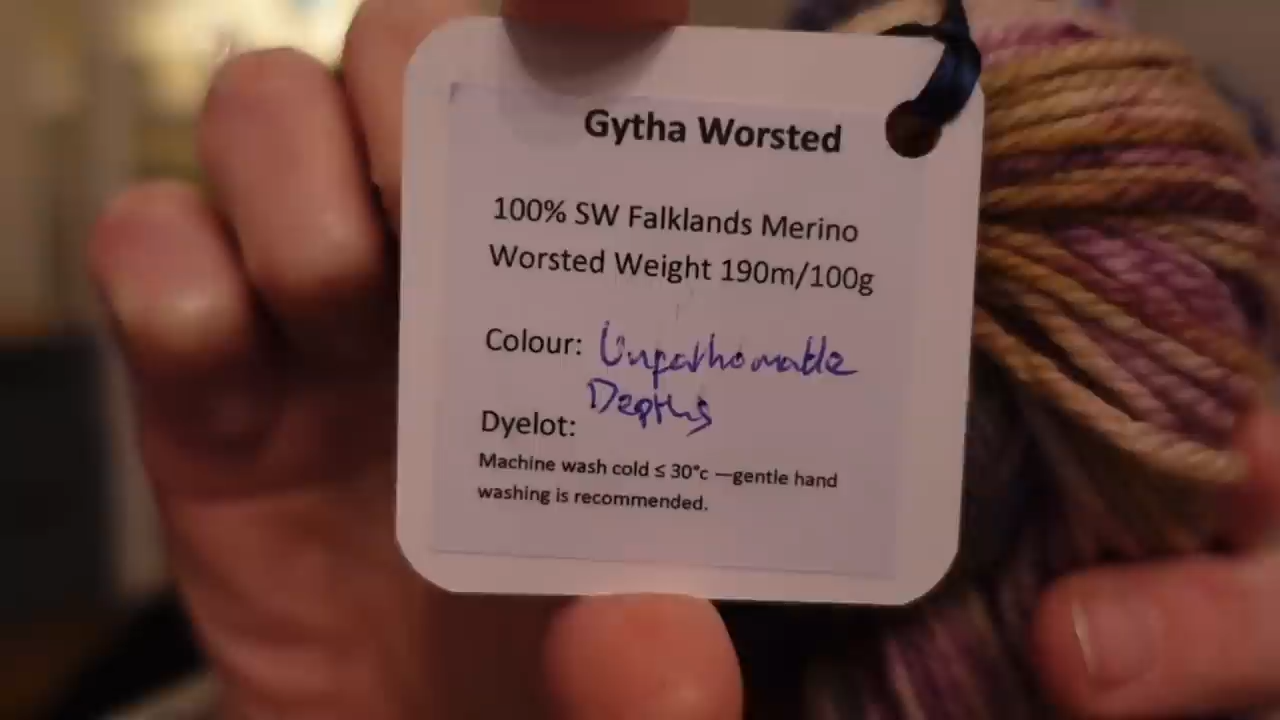 Gytha Worsted
100% SW Falklands Merino
Worsted Weight 190m/100g
Colour: Unfathomable
Depths
Dyelot:
Machine wash cold ≤ 30°c —gentle hand
washing is recommended.